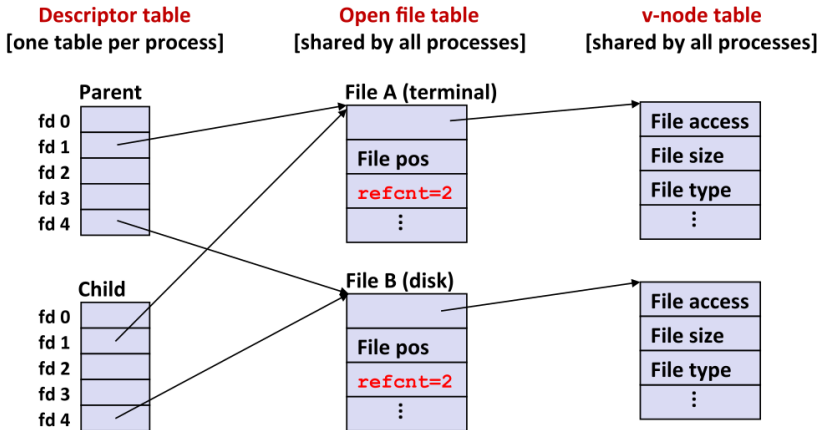 Descriptor table
[one table per process]
Open file table
[shared by all processes]
v-node table
[shared by all processes]
Parent
fd 0
fd 1
fd 2
fd 3
fd 4
File A (terminal)
File pos
refcnt=2
⋮
File access
File size
File type
⋮
Child
fd 0
fd 1
fd 2
fd 3
fd 4
File B (disk)
File pos
refcnt=2
⋮
File access
File size
File type
⋮